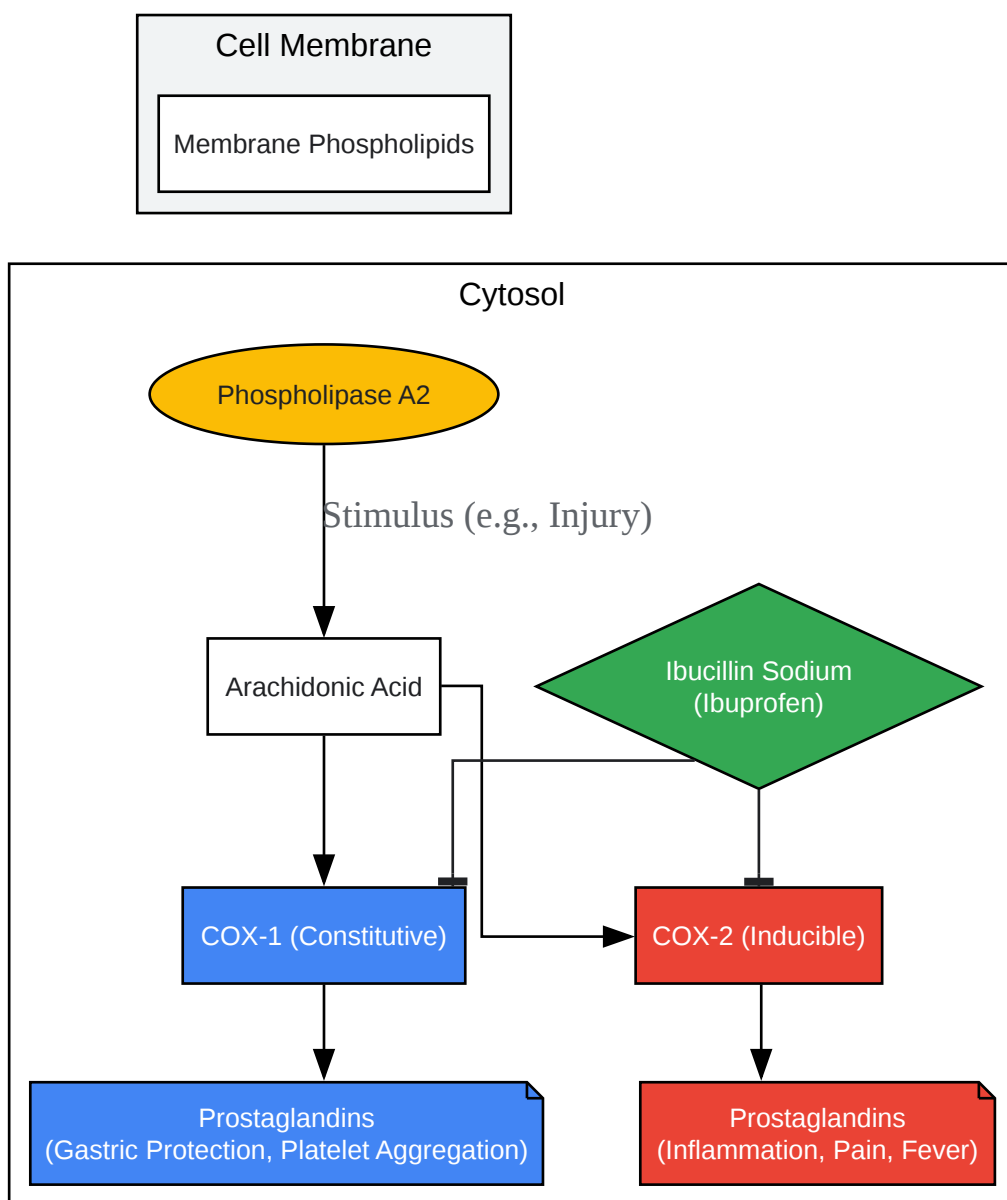 Cell Membrane
Membrane Phospholipids
Cytosol
Phospholipase A2
Stimulus (e.g., Injury)
Arachidonic Acid
Ibucillin Sodium
(Ibuprofen)
COX-1 (Constitutive)
COX-2 (Inducible)
Prostaglandins
(Gastric Protection, Platelet Aggregation)
Prostaglandins
(Inflammation, Pain, Fever)